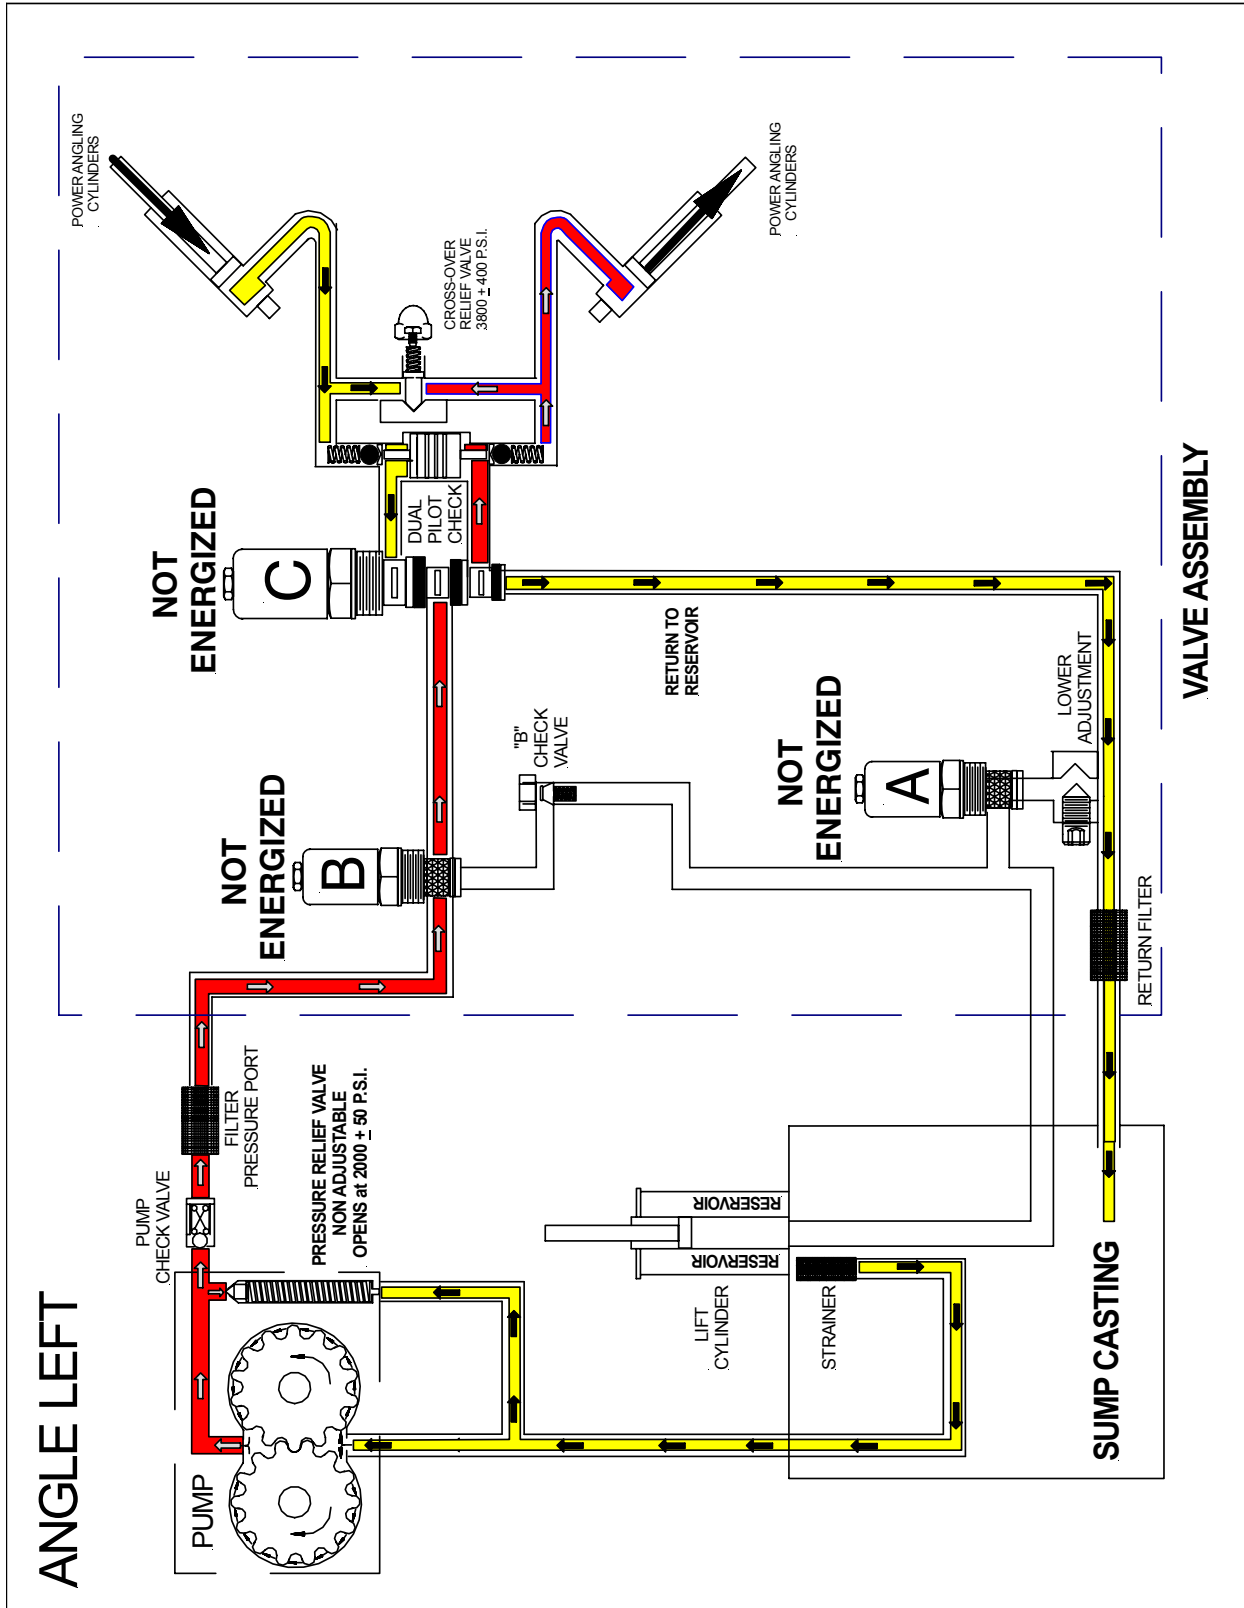 ANGLE LEFT
PUMP
PUMP
CHECK VALVE
FILTER
PRESSURE PORT
PRESSURE RELIEF VALVE
NON ADJUSTABLE
OPENS at 2000 ± 50 P.S.I.
NOT
ENERGIZED
B
NOT
ENERGIZED
C
POWER ANGLING
CYLINDERS
CROSS-OVER
RELIEF VALVE
3800 ± 400 P.S.I.
DUAL
PILOT
CHECK
POWER ANGLING
CYLINDERS
"B"
CHECK
VALVE
RETURN TO
RESERVOIR
NOT
ENERGIZED
A
LOWER
ADJUSTMENT
LIFT
CYLINDER
RESERVOIR
RESERVOIR
STRAINER
SUMP CASTING
RETURN FILTER
VALVE ASSEMBLY